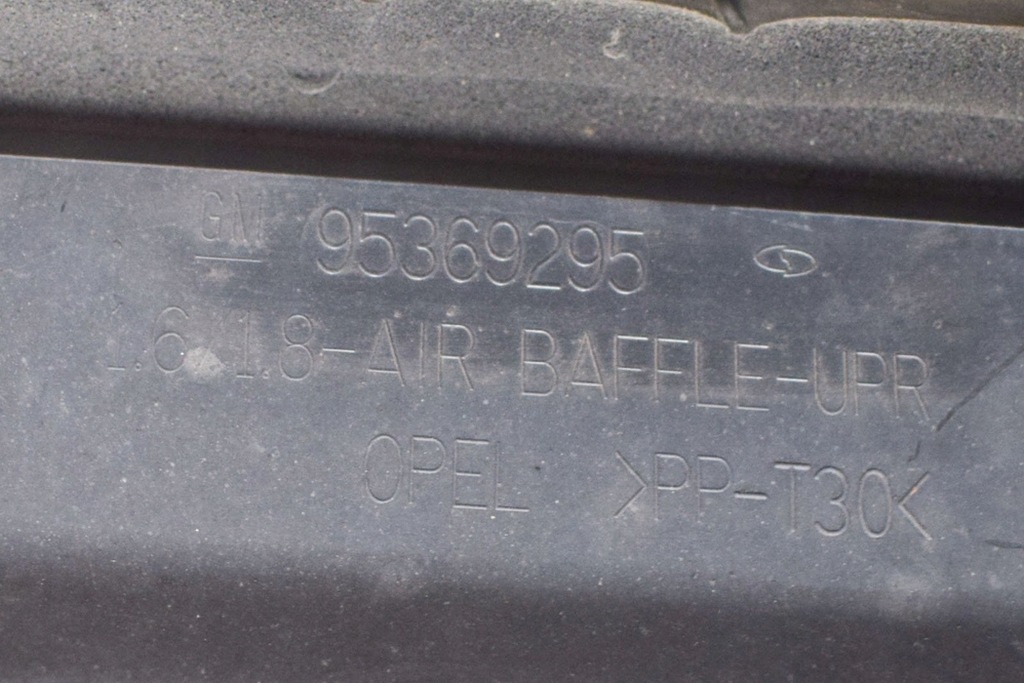 GM 95369295
1.6/1.8-AIR BAFFLE-UPR
OPEL >PP-T30<